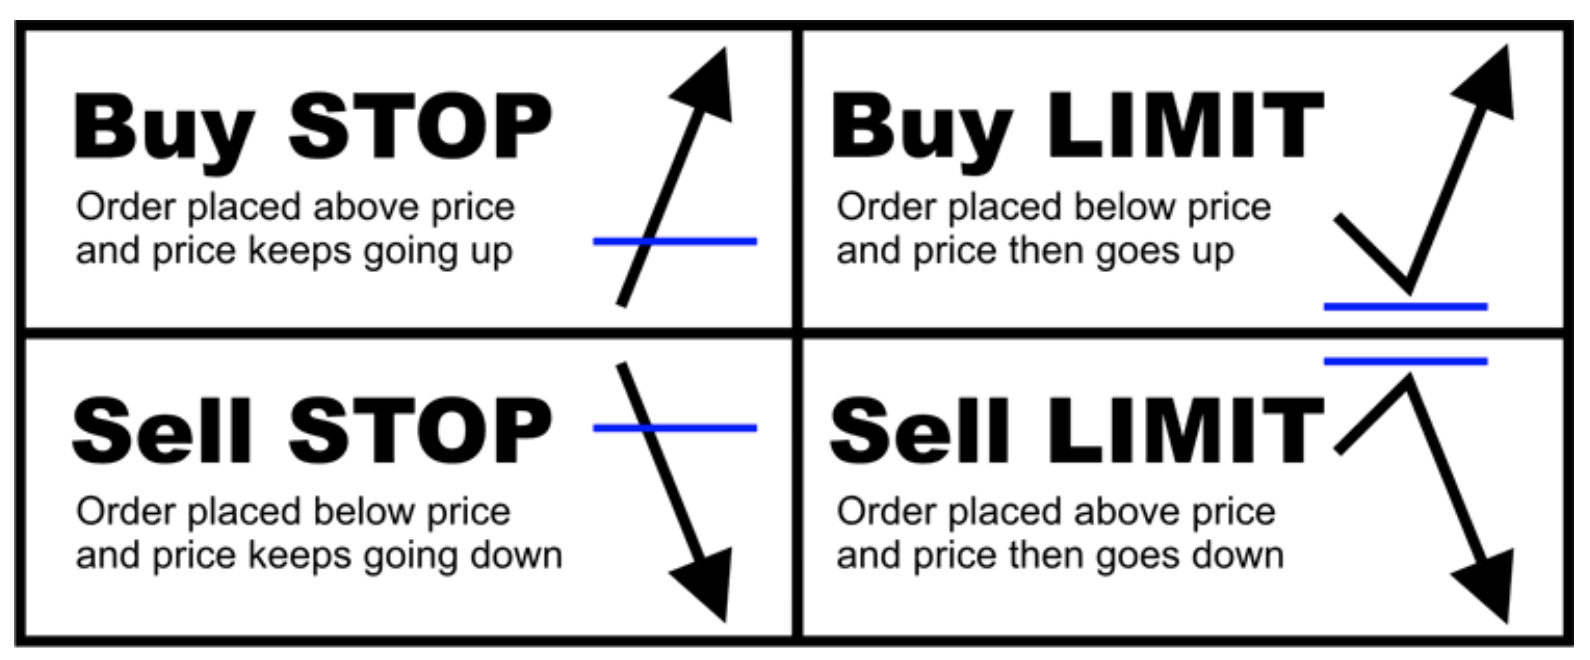 Buy STOP
Order placed above price
and price keeps going up
Buy LIMIT
Order placed below price
and price then goes up
Sell STOP
Order placed below price
and price keeps going down
Sell LIMIT
Order placed above price
and price then goes down